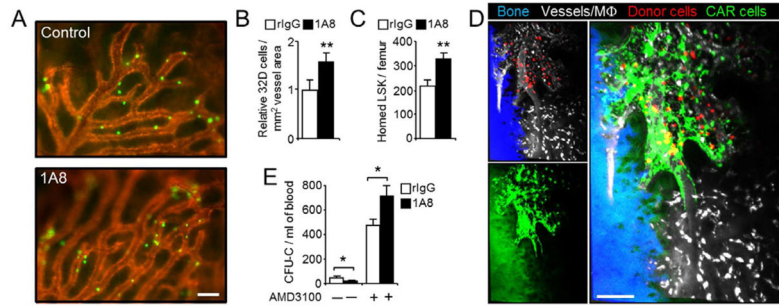 A
Control
1A8
B
rIgG
1A8
**
Relative 32D cells /
mm2 vessel area
2
1
0
C
rIgG
1A8
**
Homed LSK / femur
400
300
200
100
0
D
Bone Vessels/MΦ Donor cells CAR cells
E
rIgG
1A8
*
*
CFU-C / ml of blood
800
600
400
200
0
AMD3100 — — + +